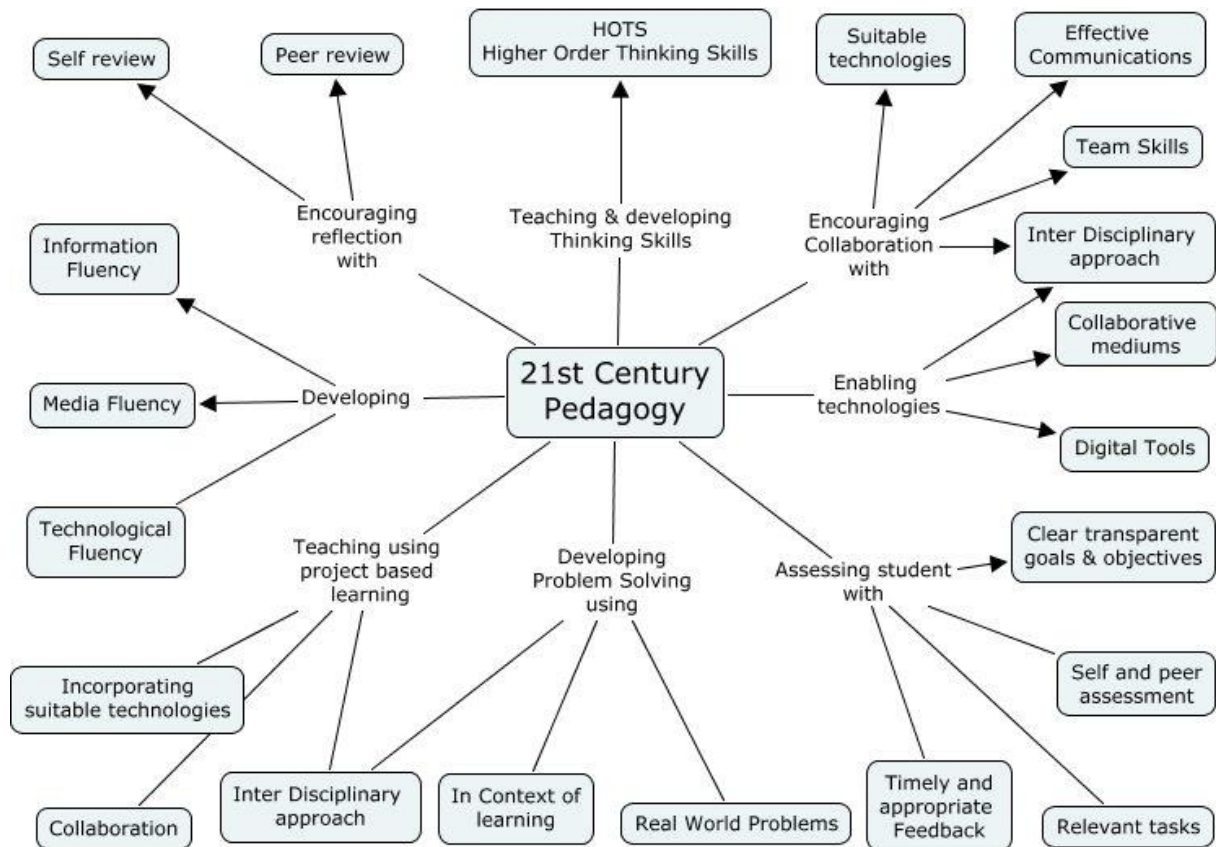 HOTS
Higher Order Thinking Skills
Self review
Peer review
Suitable
technologies
Effective
Communications
Team Skills
Encouraging
reflection
with
Teaching & developing
Thinking Skills
Encouraging
Collaboration
with
Information
Fluency
Inter Disciplinary
approach
Collaborative
mediums
21st Century
Pedagogy
Media Fluency
Developing
Enabling
technologies
Digital Tools
Technological
Fluency
Teaching using
project based
learning
Developing
Problem Solving
using
Assessing student
with
Clear transparent
goals & objectives
Incorporating
suitable technologies
Self and peer
assessment
Collaboration
Inter Disciplinary
approach
In Context of
learning
Real World Problems
Timely and
appropriate
Feedback
Relevant tasks